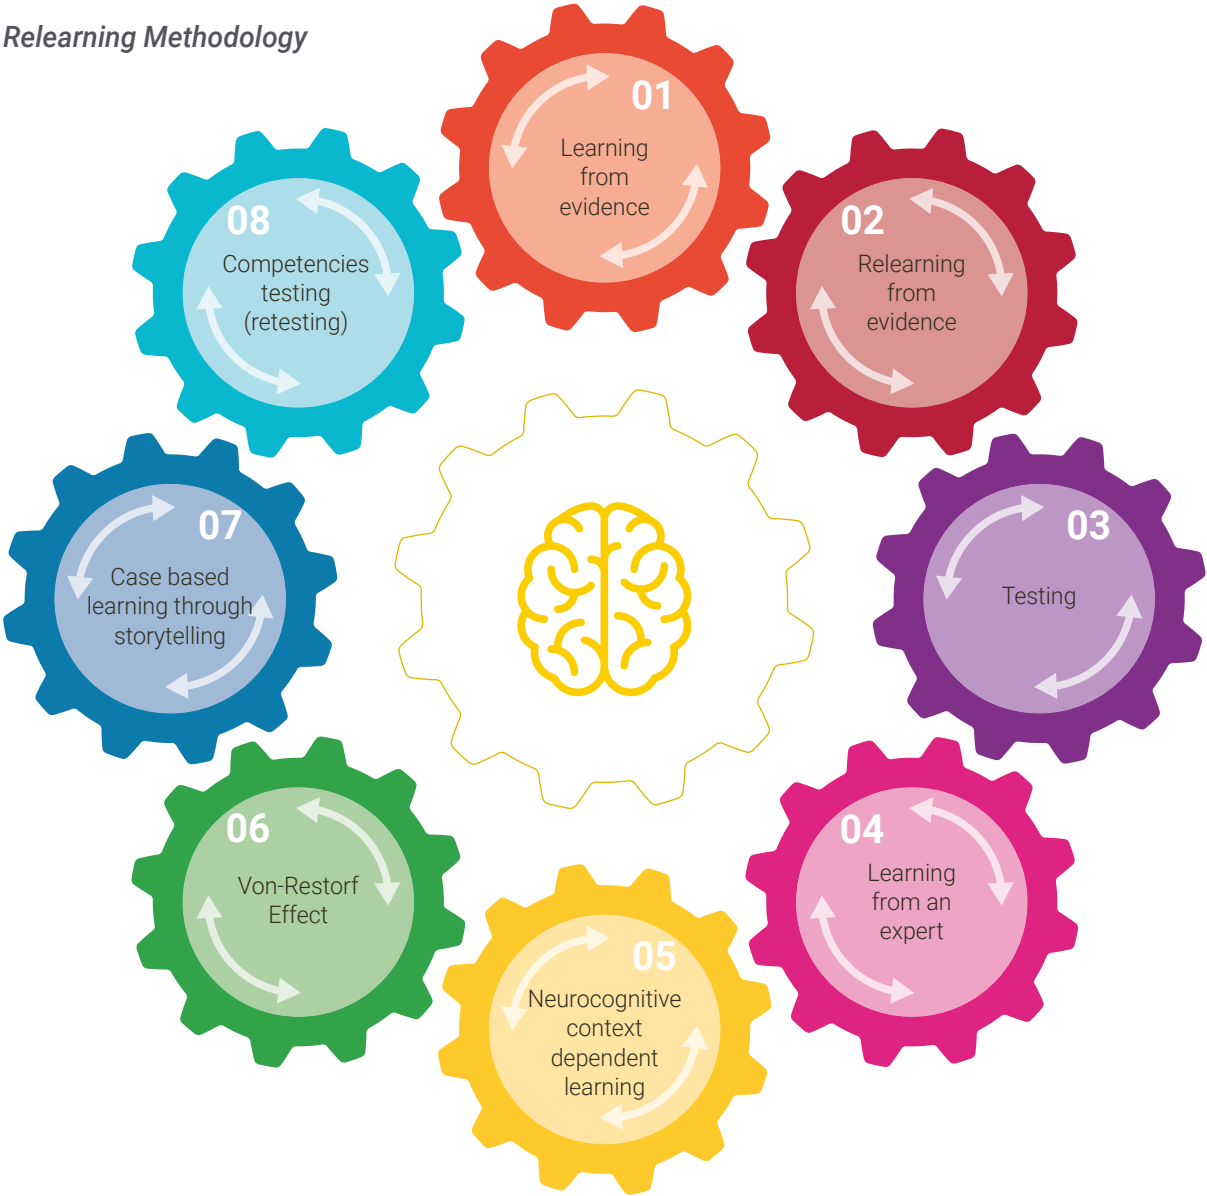 Relearning Methodology
01
Learning
from
evidence
02
Relearning
from
evidence
03
Testing
04
Learning
from an
expert
05
Neurocognitive
context
dependent
learning
06
Von-Restorf
Effect
07
Case based
learning through
storytelling
08
Competencies
testing
(retesting)